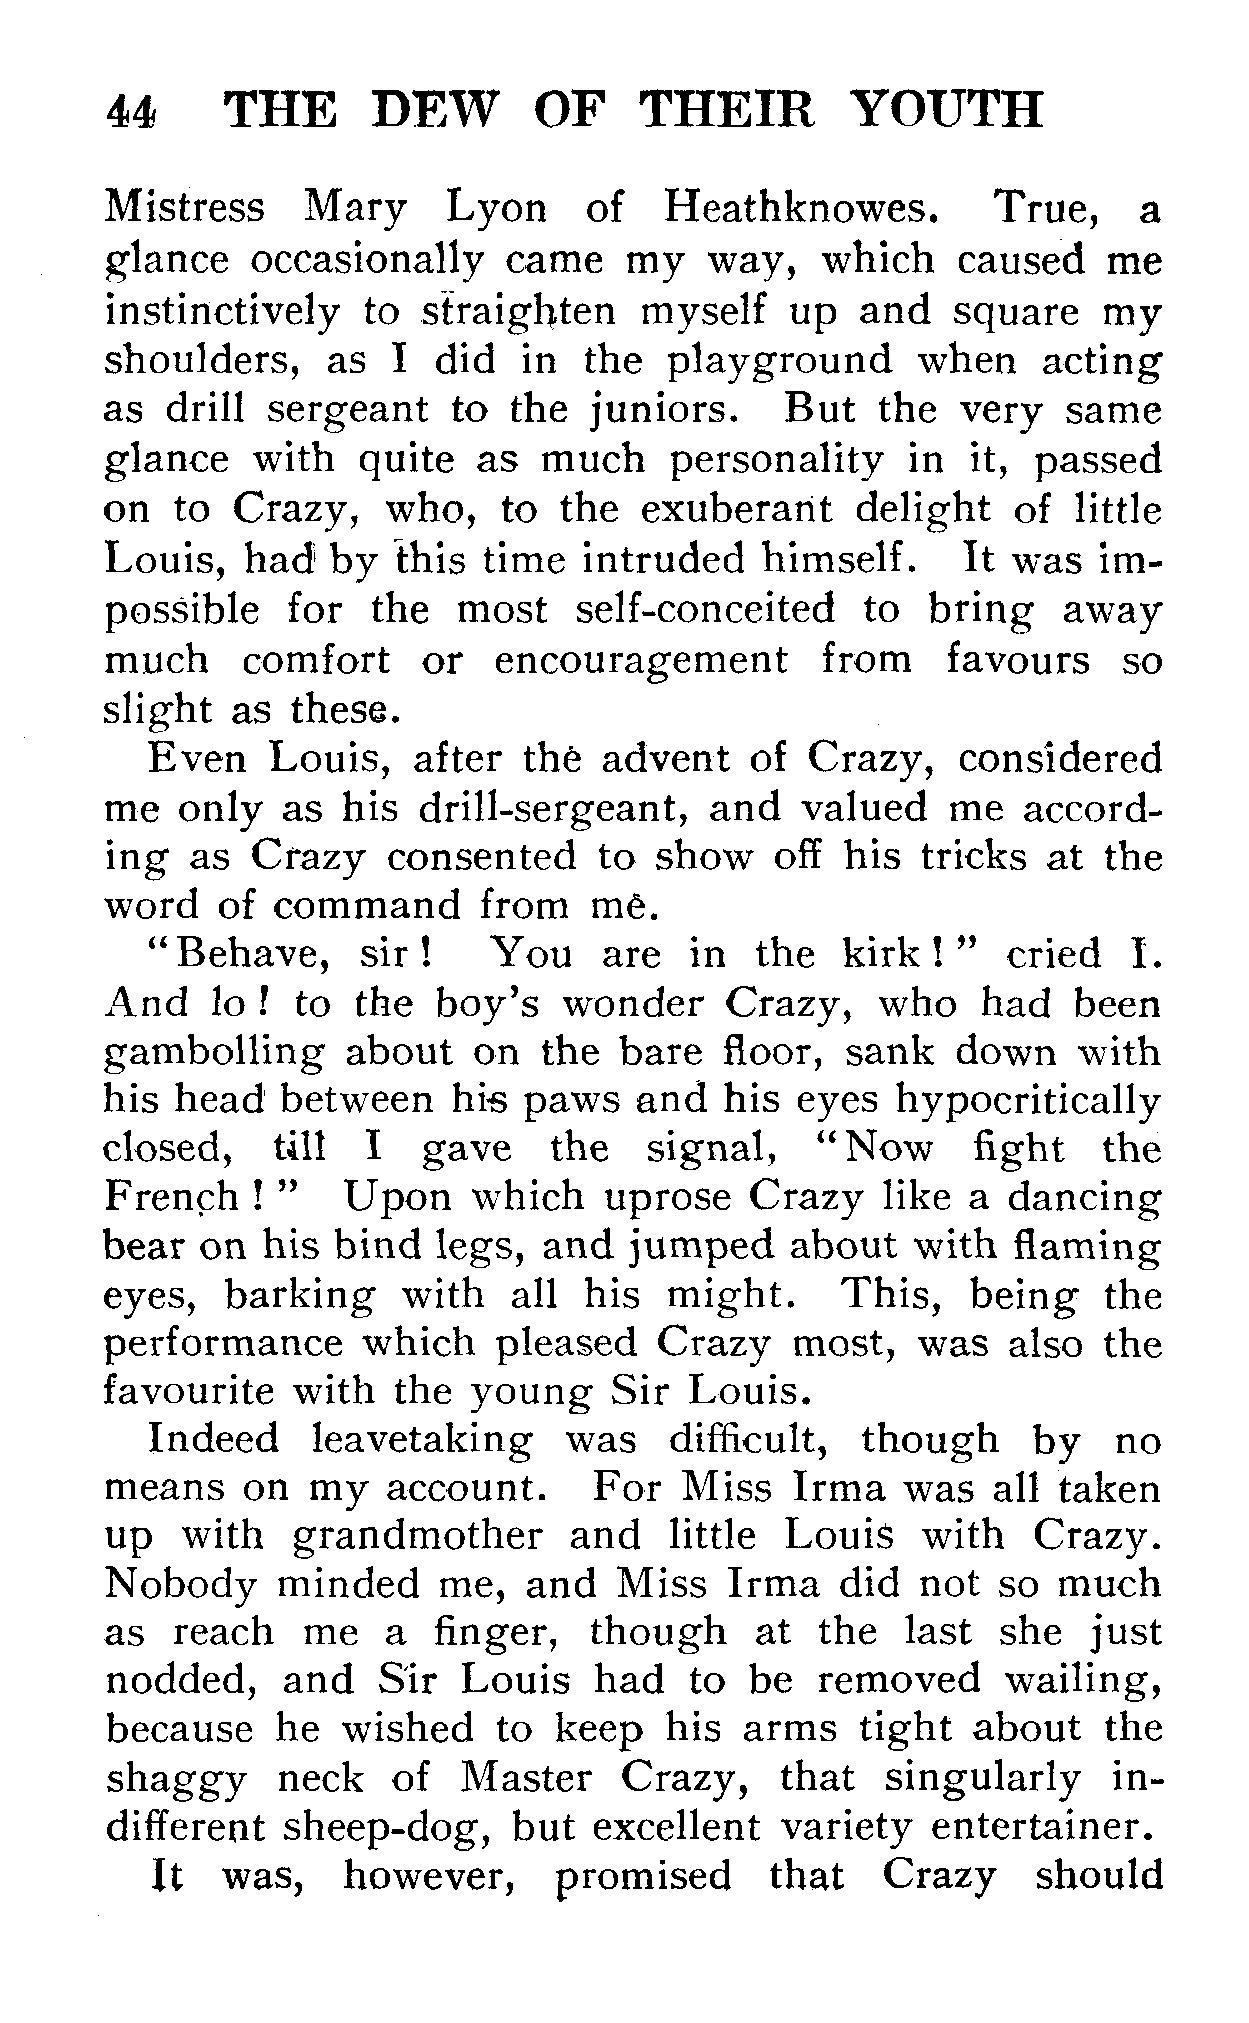 44 THE DEW OF THEIR YOUTH
Mistress Mary Lyon of Heathknowes. True, a
glance occasionally came my way, which caused me
instinctively to straighten myself up and square my
shoulders, as I did in the playground when acting
as drill sergeant to the juniors. But the very same
glance with quite as much personality in it, passed
on to Crazy, who, to the exuberant delight of little
Louis, had by this time intruded himself. It was im-
possible for the most self-conceited to bring away
much comfort or encouragement from favours so
slight as these.
Even Louis, after the advent of Crazy, considered
me only as his drill-sergeant, and valued me accord-
ing as Crazy consented to show off his tricks at the
word of command from me.
"Behave, sir! You are in the kirk!" cried I.
And lo! to the boy's wonder Crazy, who had been
gambolling about on the bare floor, sank down with
his head between his paws and his eyes hypocritically
closed, till I gave the signal, "Now fight the
French!" Upon which uprose Crazy like a dancing
bear on his bind legs, and jumped about with flaming
eyes, barking with all his might. This, being the
performance which pleased Crazy most, was also the
favourite with the young Sir Louis.
Indeed leavetaking was difficult, though by no
means on my account. For Miss Irma was all taken
up with grandmother and little Louis with Crazy.
Nobody minded me, and Miss Irma did not so much
as reach me a finger, though at the last she just
nodded, and Sir Louis had to be removed wailing,
because he wished to keep his arms tight about the
shaggy neck of Master Crazy, that singularly in-
different sheep-dog, but excellent variety entertainer.
It was, however, promised that Crazy should